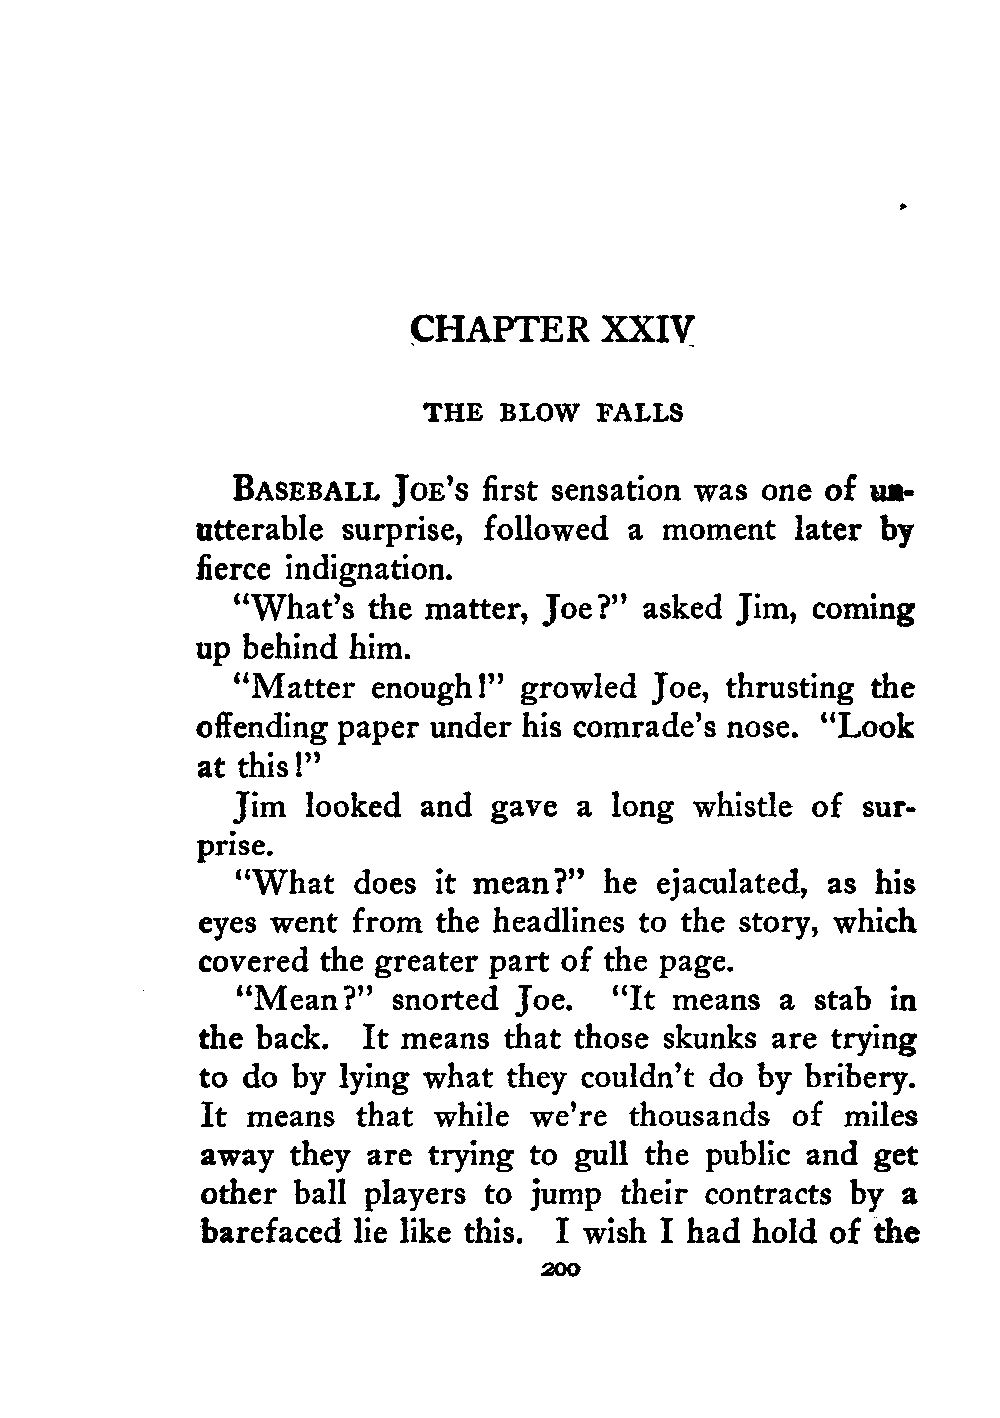 CHAPTER XXIV
THE BLOW FALLS
BASEBALL JOE'S first sensation was one of un-
utterable surprise, followed a moment later by
fierce indignation.
"What's the matter, Joe?" asked Jim, coming
up behind him.
"Matter enough!" growled Joe, thrusting the
offending paper under his comrade's nose. "Look
at this!"
Jim looked and gave a long whistle of sur-
prise.
"What does it mean?" he ejaculated, as his
eyes went from the headlines to the story, which
covered the greater part of the page.
"Mean?" snorted Joe. "It means a stab in
the back. It means that those skunks are trying
to do by lying what they couldn't do by bribery.
It means that while we're thousands of miles
away they are trying to gull the public and get
other ball players to jump their contracts by a
barefaced lie like this. I wish I had hold of the
200